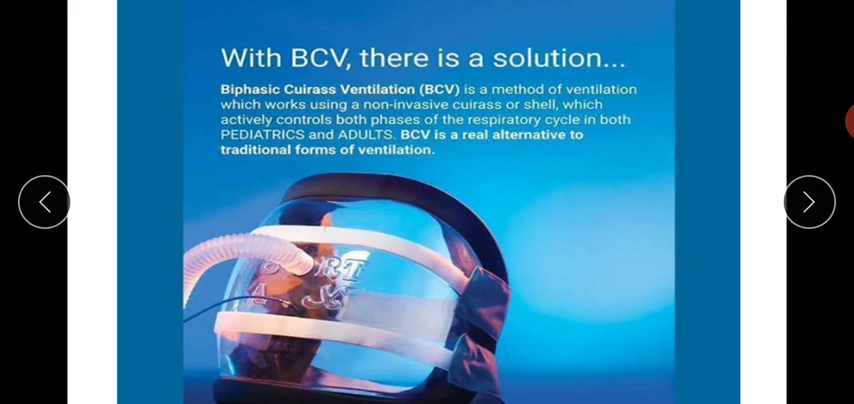 With BCV, there is a solution...
Biphasic Cuirass Ventilation (BCV) is a method of ventilation
which works using a non-invasive cuirass or shell, which
actively controls both phases of the respiratory cycle in both
PEDIATRICS and ADULTS. BCV is a real alternative to
traditional forms of ventilation.